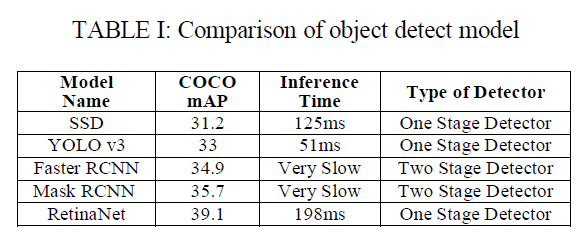 TABLE I: Comparison of object detect model
Model Name COCO mAP Inference Time Type of Detector
SSD 31.2 125ms One Stage Detector
YOLO v3 33 51ms One Stage Detector
Faster RCNN 34.9 Very Slow Two Stage Detector
Mask RCNN 35.7 Very Slow Two Stage Detector
RetinaNet 39.1 198ms One Stage Detector